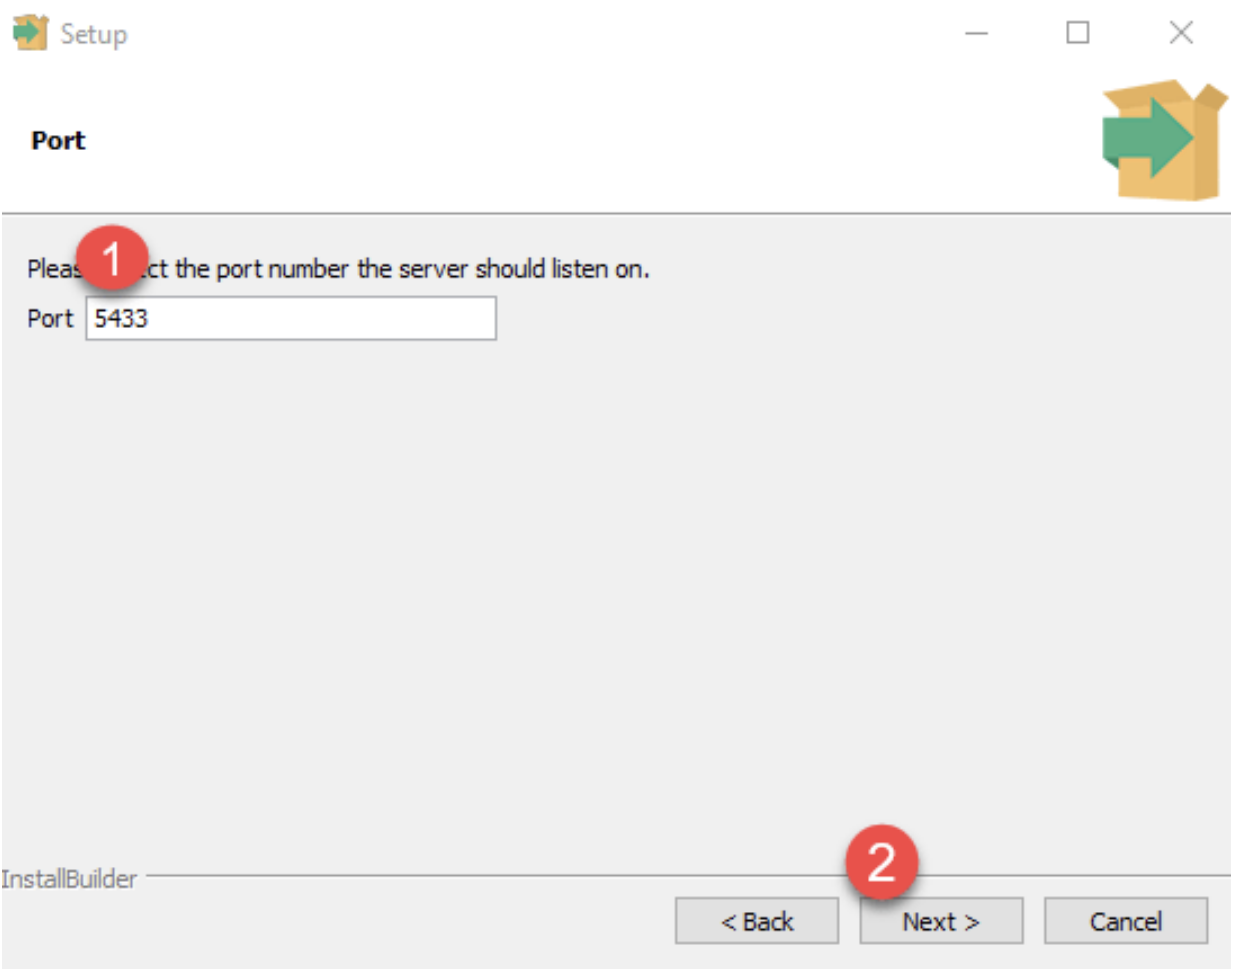 Setup
Port
1
Pleas ct the port number the server should listen on.
Port 5433
2
InstallBuilder
< Back Next > Cancel